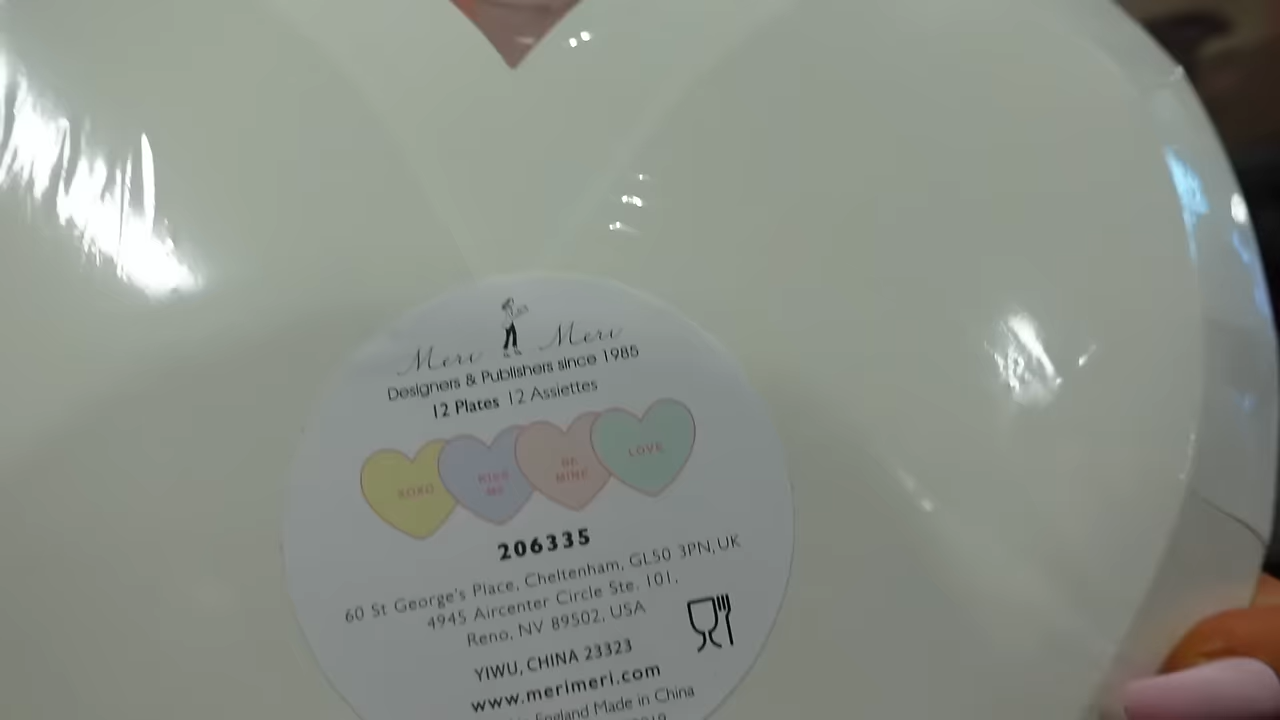 Meri Meri
Designers & Publishers since 1985
12 Plates 12 Assiettes
XOXO
KISS
ME
BE
MINE
LOVE
206335
60 St George's Place, Cheltenham, GL50 3PN, UK
4945 Aircenter Circle Ste. 101,
Reno, NV 89502, USA
YIWU, CHINA 23323
www.merimeri.com
England Made in China